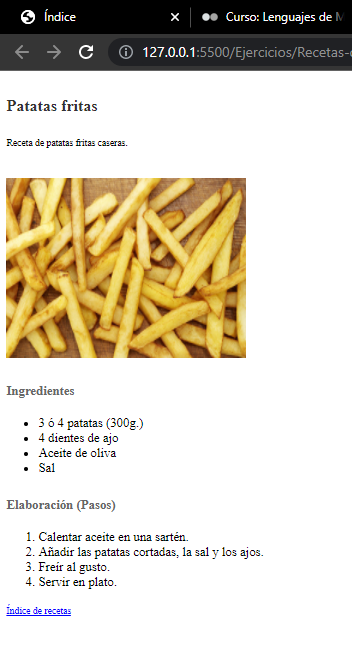 Índice
Curso: Lenguajes de M
127.0.0.1:5500/Ejercicios/Recetas-
Patatas fritas
Receta de patatas fritas caseras.
Ingredientes
3 ó 4 patatas (300g.)
4 dientes de ajo
Aceite de oliva
Sal
Elaboración (Pasos)
1. Calentar aceite en una sartén.
2. Añadir las patatas cortadas, la sal y los ajos.
3. Freír al gusto.
4. Servir en plato.
Índice de recetas